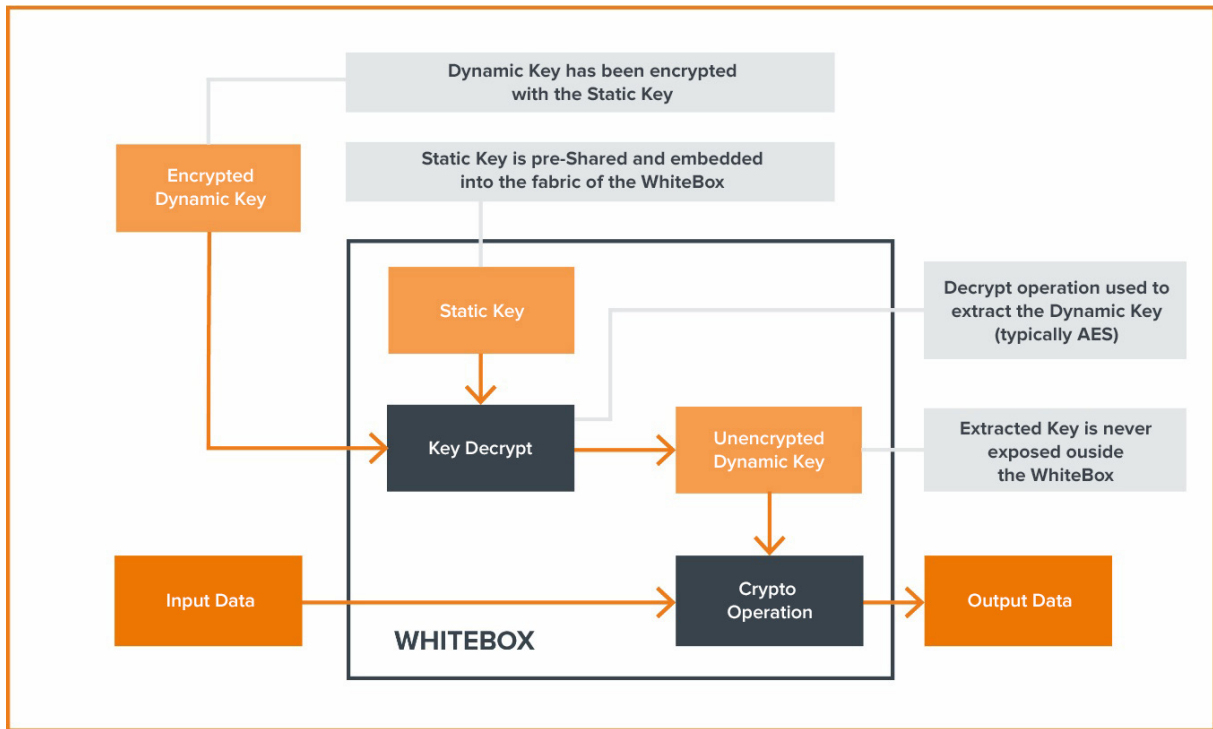 Dynamic Key has been encrypted
with the Static Key
Encrypted
Dynamic Key
Static Key is pre-Shared and embedded
into the fabric of the WhiteBox
Static Key
Decrypt operation used to
extract the Dynamic Key
(typically AES)
Key Decrypt
Unencrypted
Dynamic Key
Extracted Key is never
exposed ouside
the WhiteBox
Input Data
Crypto
Operation
Output Data
WHITEBOX